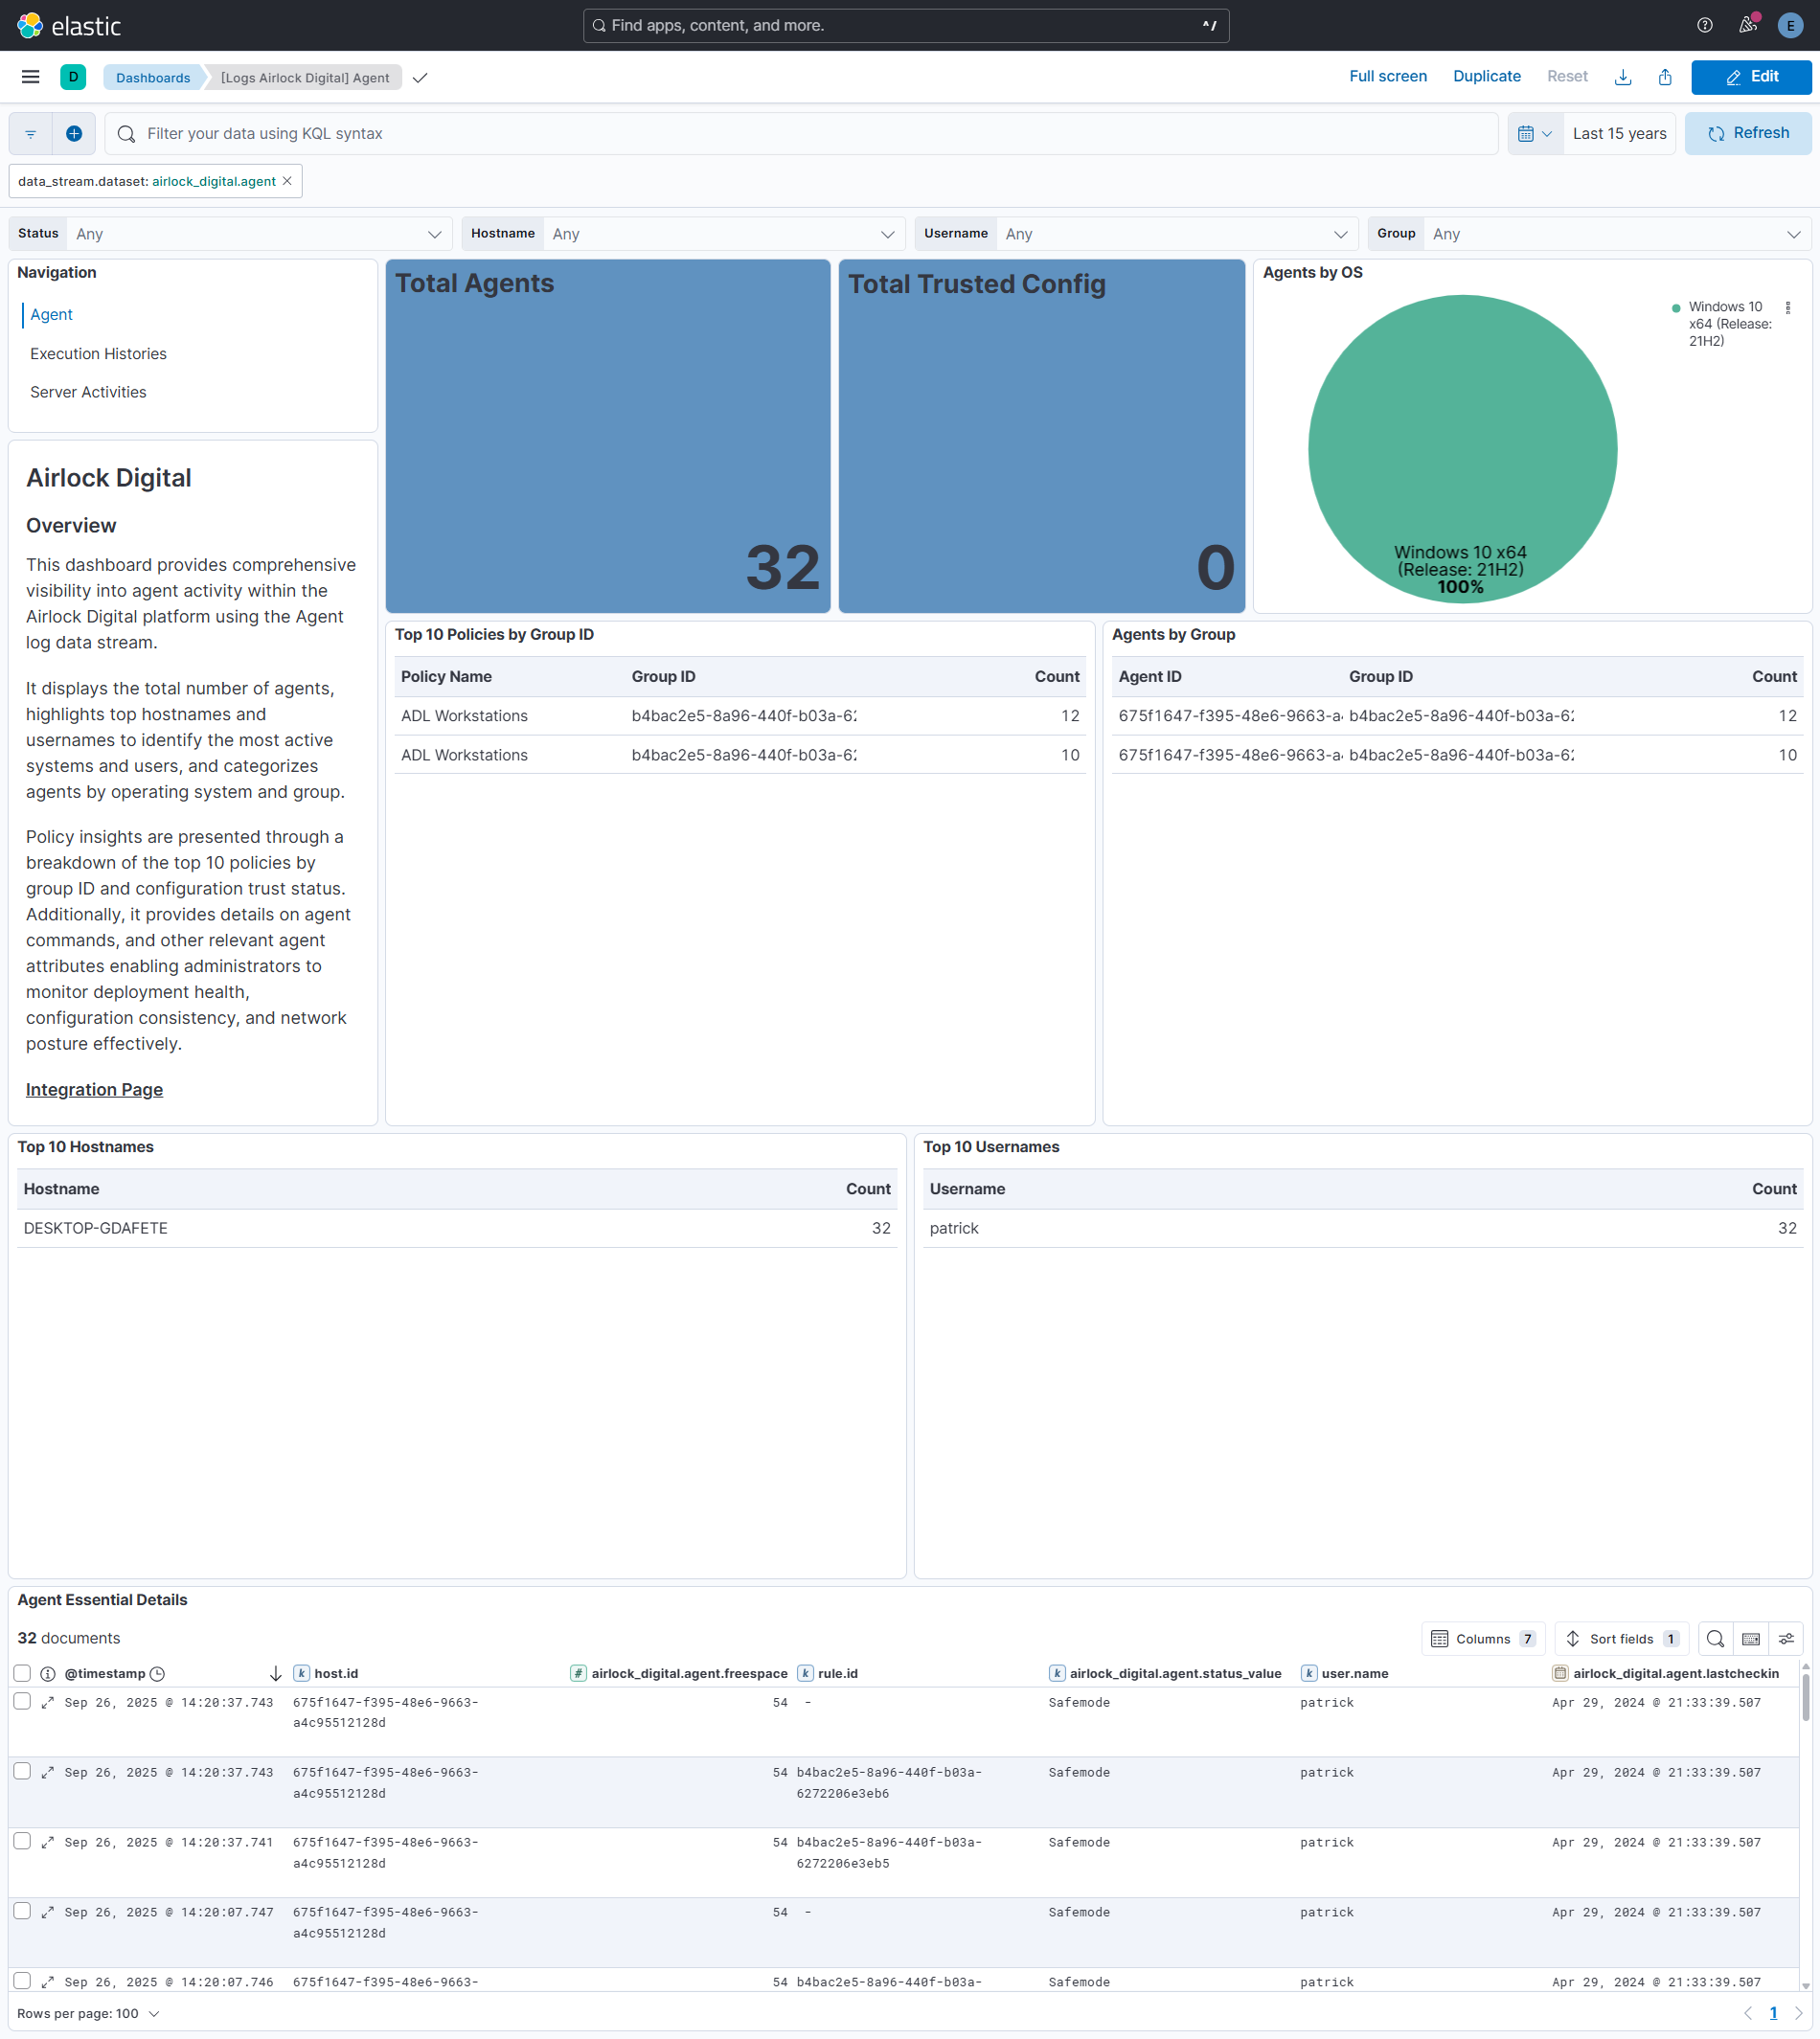 elastic
Find apps, content, and more.
^ /
E
D
Dashboards
[Logs Airlock Digital] Agent
Full screen
Duplicate
Reset
Edit
Filter your data using KQL syntax
Last 15 years
Refresh
data_stream.dataset: airlock_digital.agent
Status Any
Hostname Any
Username Any
Group Any
Navigation
Agent
Execution Histories
Server Activities
Airlock Digital
Overview
This dashboard provides comprehensive
visibility into agent activity within the
Airlock Digital platform using the Agent
log data stream.
It displays the total number of agents,
highlights top hostnames and
usernames to identify the most active
systems and users, and categorizes
agents by operating system and group.
Policy insights are presented through a
breakdown of the top 10 policies by
group ID and configuration trust status.
Additionally, it provides details on agent
commands, and other relevant agent
attributes enabling administrators to
monitor deployment health,
configuration consistency, and network
posture effectively.
Integration Page
Total Agents
32
Total Trusted Config
0
Agents by OS
Windows 10 x64
(Release: 21H2)
100%
Windows 10
x64 (Release:
21H2)
Top 10 Policies by Group ID
Policy Name Group ID Count
ADL Workstations b4bac2e5-8a96-440f-b03a-62 12
ADL Workstations b4bac2e5-8a96-440f-b03a-62 10
Agents by Group
Agent ID Group ID Count
675f1647-f395-48e6-9663-a4 b4bac2e5-8a96-440f-b03a-62 12
675f1647-f395-48e6-9663-a4 b4bac2e5-8a96-440f-b03a-62 10
Top 10 Hostnames
Hostname Count
DESKTOP-GDAFETE 32
Top 10 Usernames
Username Count
patrick 32
Agent Essential Details
32 documents
Columns 7
Sort fields 1
@timestamp k host.id # airlock_digital.agent.freespace k rule.id k airlock_digital.agent.status_value k user.name airlock_digital.agent.lastcheckin
Sep 26, 2025 @ 14:20:37.743 675f1647-f395-48e6-9663- 54 - Safemode patrick Apr 29, 2024 @ 21:33:39.507
a4c95512128d
Sep 26, 2025 @ 14:20:37.743 675f1647-f395-48e6-9663- 54 b4bac2e5-8a96-440f-b03a- Safemode patrick Apr 29, 2024 @ 21:33:39.507
a4c95512128d 6272206e3eb6
Sep 26, 2025 @ 14:20:37.741 675f1647-f395-48e6-9663- 54 b4bac2e5-8a96-440f-b03a- Safemode patrick Apr 29, 2024 @ 21:33:39.507
a4c95512128d 6272206e3eb5
Sep 26, 2025 @ 14:20:07.747 675f1647-f395-48e6-9663- 54 - Safemode patrick Apr 29, 2024 @ 21:33:39.507
a4c95512128d
Sep 26, 2025 @ 14:20:07.746 675f1647-f395-48e6-9663- 54 b4bac2e5-8a96-440f-b03a- Safemode patrick Apr 29, 2024 @ 21:33:39.507
Rows per page: 100
1